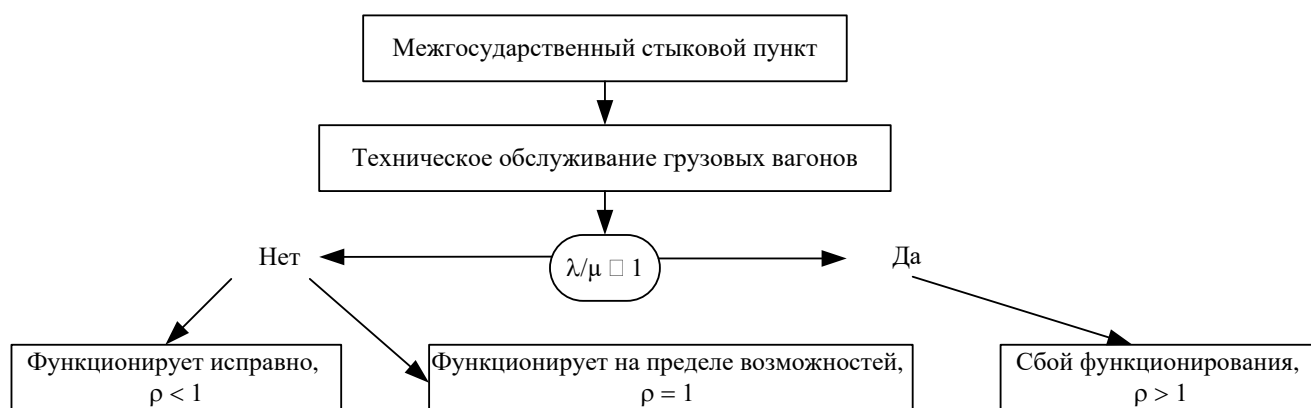 Межгосударственный стыковой пункт
Техническое обслуживание грузовых вагонов
Нет
λ/μ □ 1
Да
Функционирует исправно,
ρ < 1
Функционирует на пределе возможностей,
ρ = 1
Сбой функционирования,
ρ > 1